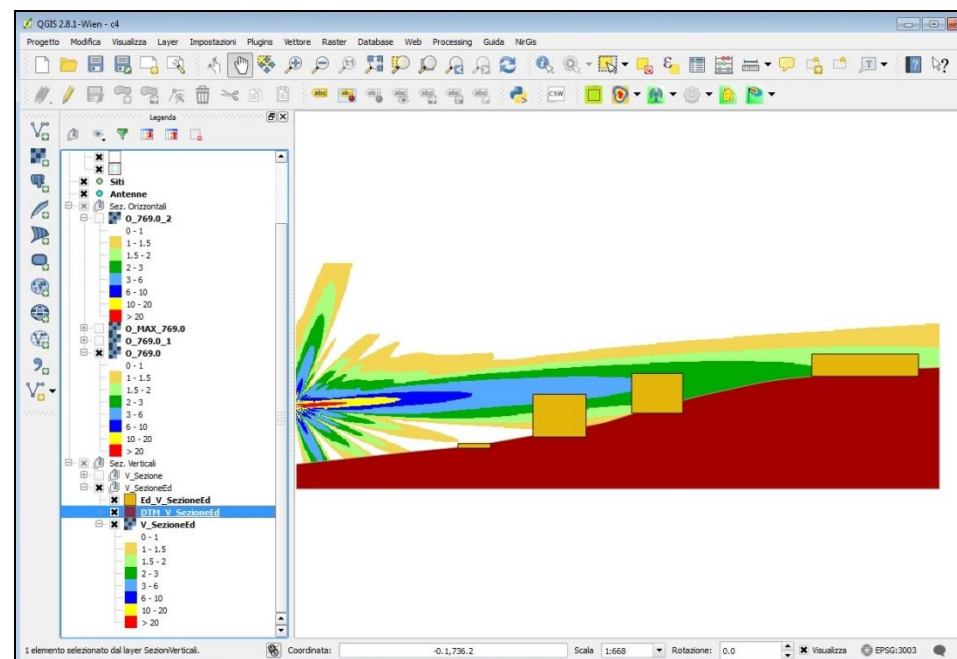 QGIS 2.8.1-Wien - c4
Progetto Modifica Visualizza Layer Impostazioni Plugins Vettore Raster Database Web Processing Guida NirGis
abc
CSW
Legenda
Siti
Antenne
Sez. Orizzontali
O_769.0_2
0 - 1
1 - 1.5
1.5 - 2
2 - 3
3 - 6
6 - 10
10 - 20
> 20
O_MAX_769.0
O_769.0_1
O_769.0
0 - 1
1 - 1.5
1.5 - 2
2 - 3
3 - 6
6 - 10
10 - 20
> 20
Sez. Verticali
V_Sezione
V_SezioneEd
Ed_V_SezioneEd
DTM_V_SezioneEd
V_SezioneEd
0 - 1
1 - 1.5
1.5 - 2
2 - 3
3 - 6
6 - 10
10 - 20
> 20
1 elemento selezionato dal layer SezioniVerticali. Coordinata: -0.1,736.2 Scala 1:668 Rotazione: 0.0 Visualizza EPSG:3003